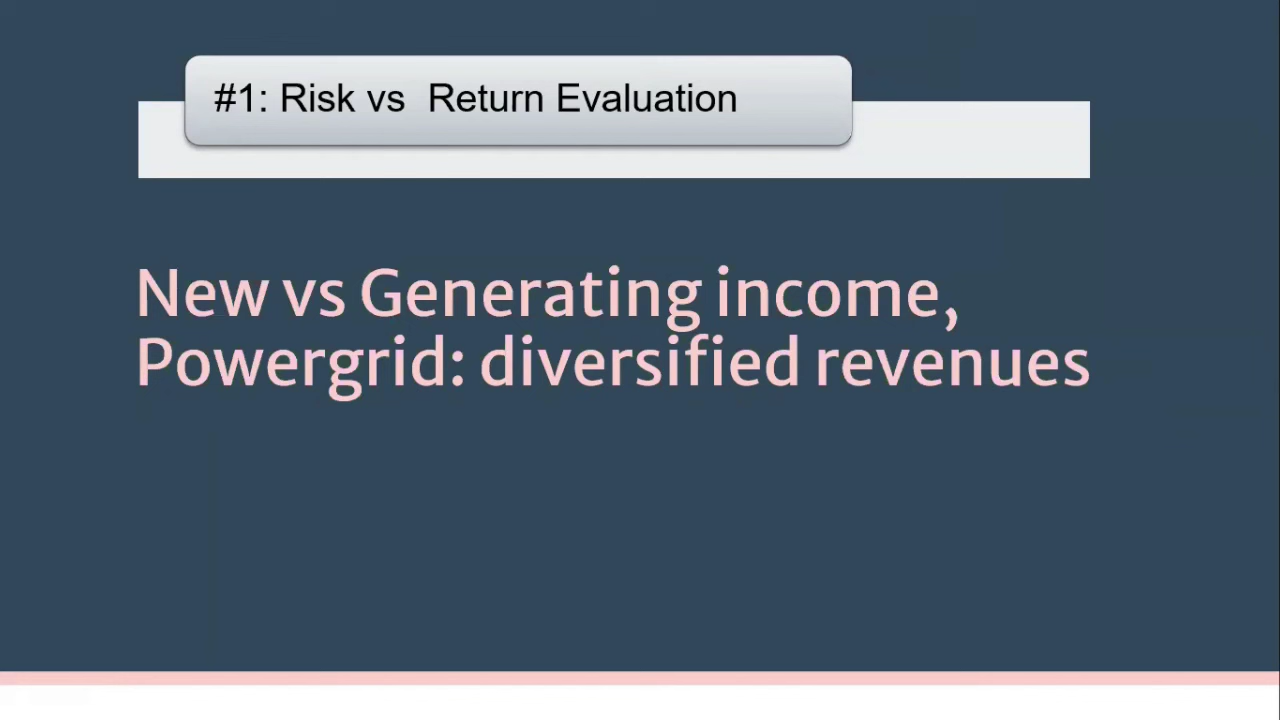 #1: Risk vs  Return Evaluation
New vs Generating income,
Powergrid: diversified revenues